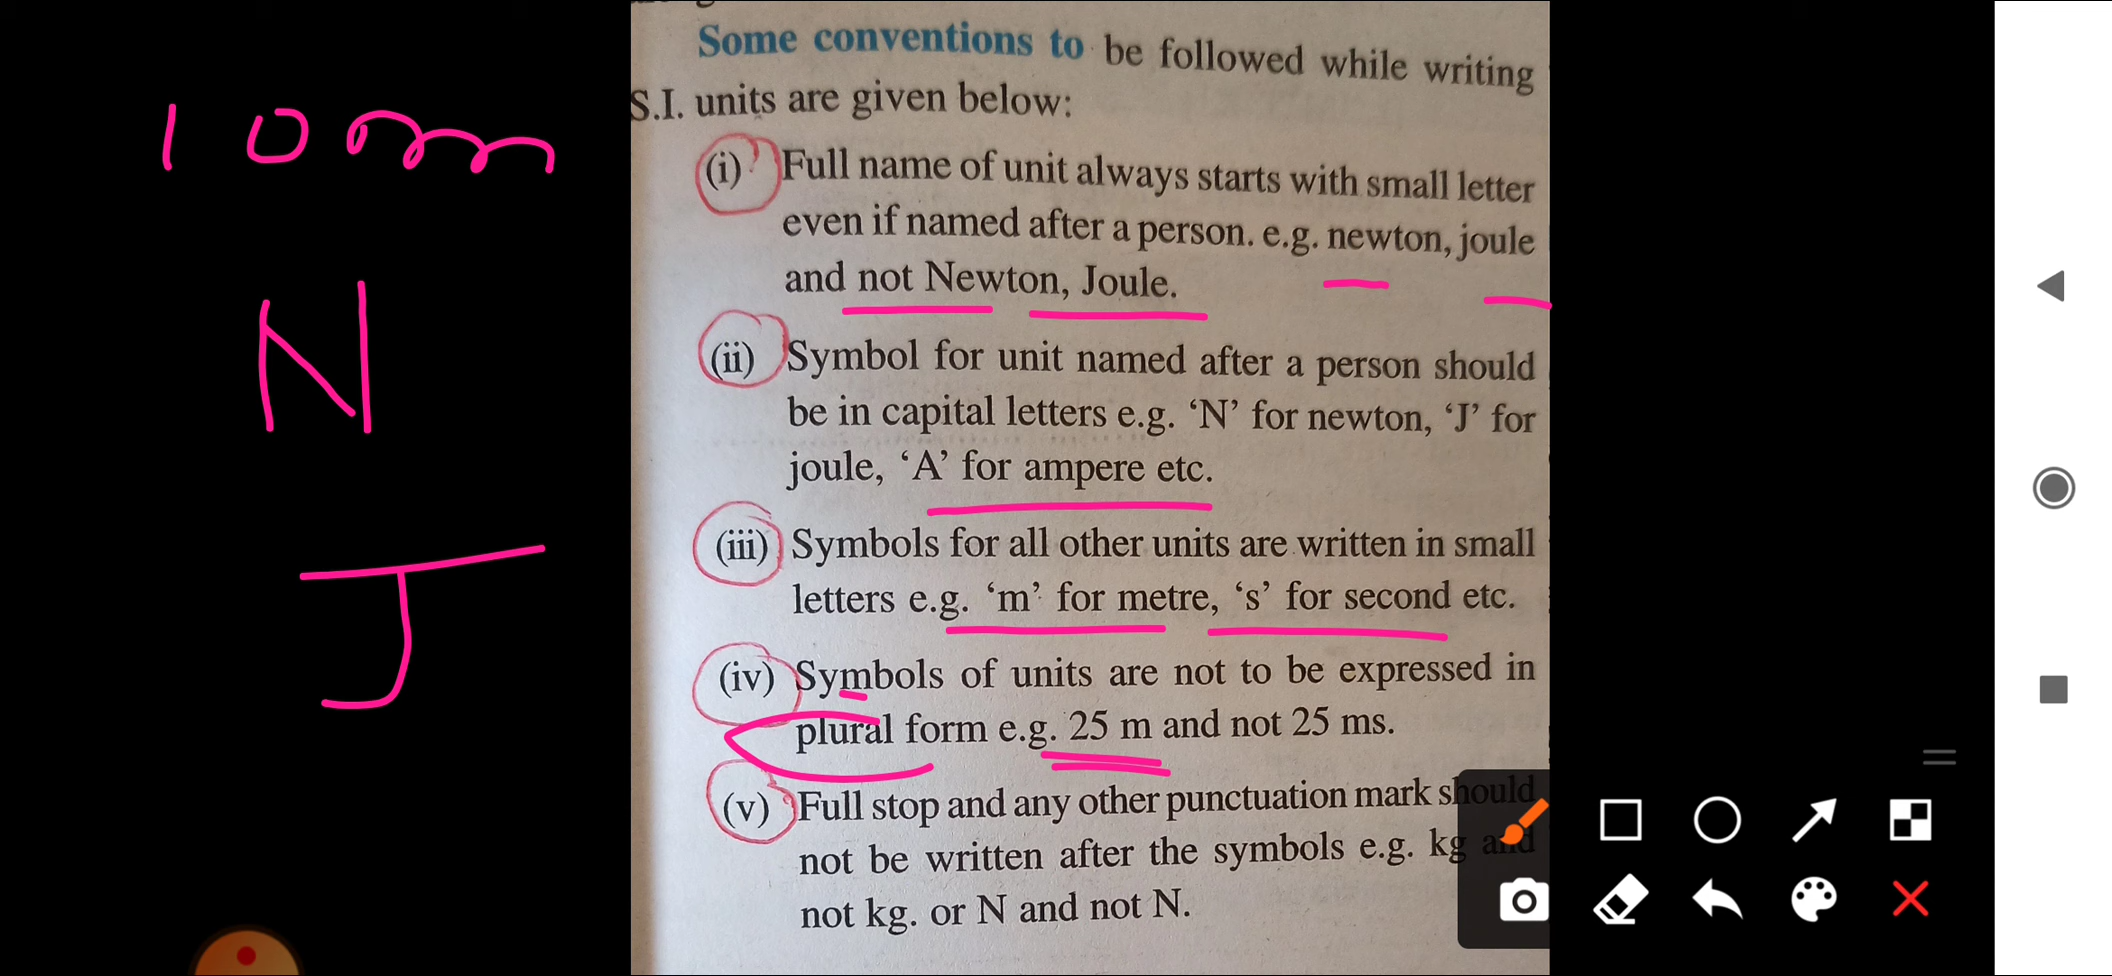 10m
N
J
Some conventions to be followed while writing
S.I. units are given below:
(i) Full name of unit always starts with small letter
even if named after a person. e.g. newton, joule
and not Newton, Joule.
(ii) Symbol for unit named after a person should
be in capital letters e.g. ‘N’ for newton, ‘J’ for
joule, ‘A’ for ampere etc.
(iii) Symbols for all other units are written in small
letters e.g. ‘m’ for metre, ‘s’ for second etc.
(iv) Symbols of units are not to be expressed in
plural form e.g. 25 m and not 25 ms.
(v) Full stop and any other punctuation mark should
not be written after the symbols e.g. kg and
not kg. or N and not N.